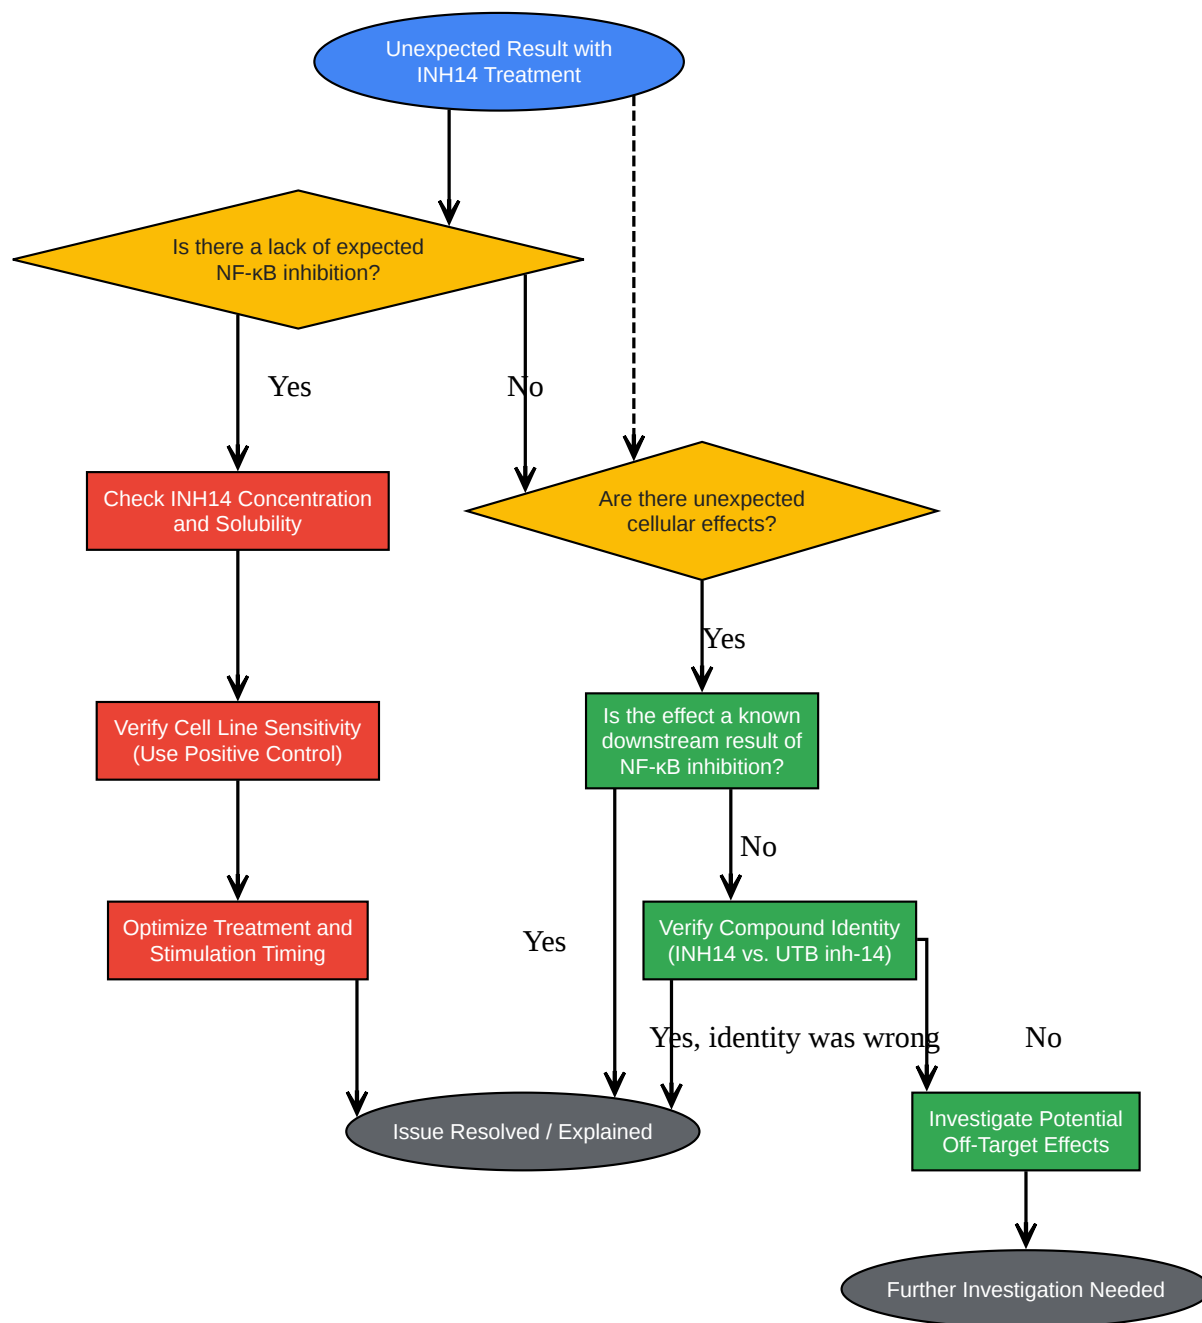 Unexpected Result with
INH14 Treatment
Is there a lack of expected
NF-κB inhibition?
Yes
No
Check INH14 Concentration
and Solubility
Are there unexpected
cellular effects?
Yes
Verify Cell Line Sensitivity
(Use Positive Control)
Is the effect a known
downstream result of
NF-κB inhibition?
No
Optimize Treatment and
Stimulation Timing
Yes
Verify Compound Identity
(INH14 vs. UTB inh-14)
Yes, identity was wrong
No
Issue Resolved / Explained
Investigate Potential
Off-Target Effects
Further Investigation Needed